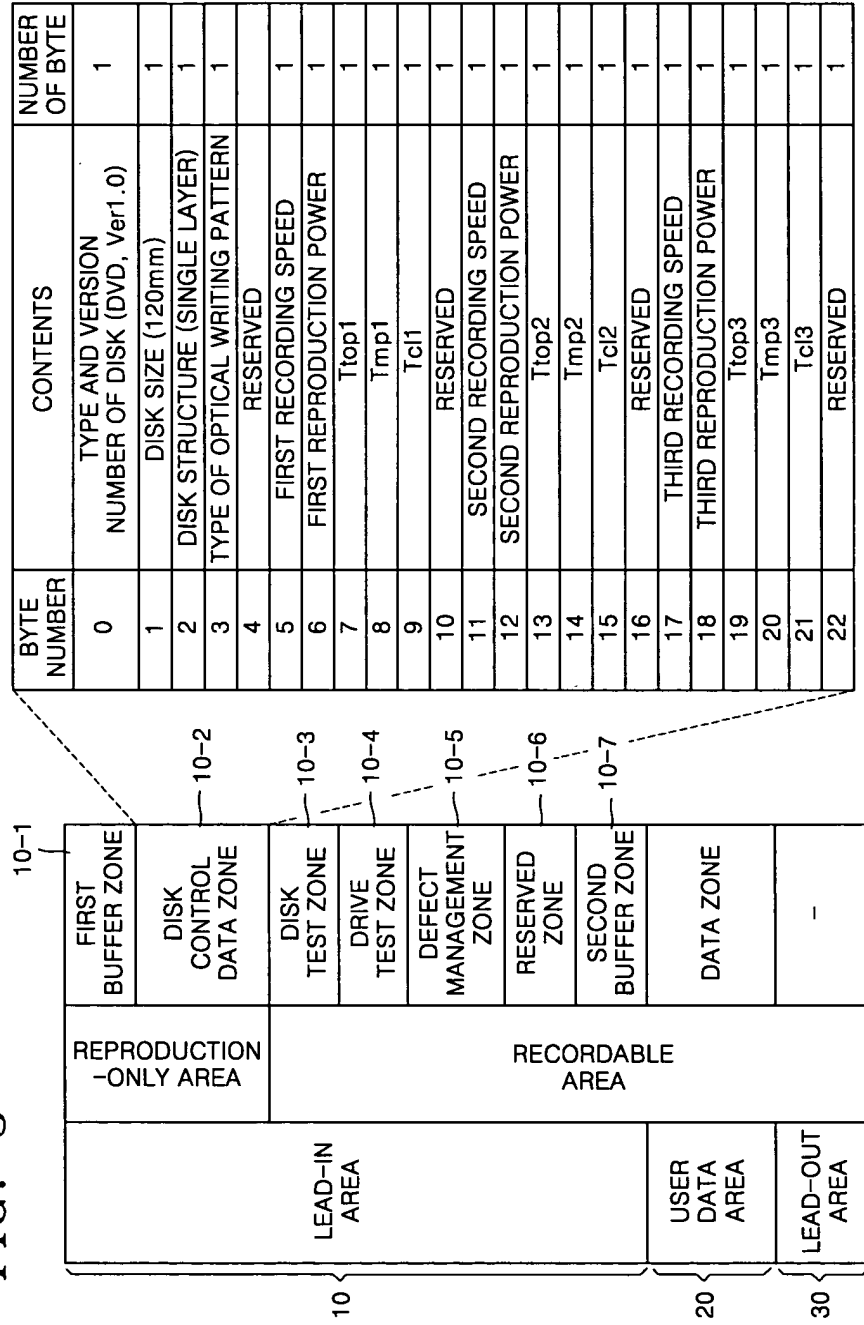 FIG.
10-1
FIRST
BUFFER ZONE
DISK
CONTROL
DATA ZONE
10-2
DISK
TEST ZONE
10-3
DRIVE
TEST ZONE
10-4
DEFECT
MANAGEMENT
ZONE
10-5
RESERVED
ZONE
10-6
SECOND
BUFFER ZONE
10-7
DATA ZONE
–
REPRODUCTION
-ONLY AREA
RECORDABLE
AREA
LEAD-IN
AREA
USER
DATA
AREA
LEAD-OUT
AREA
10
20
30
BYTE
NUMBER
CONTENTS
NUMBER
OF BYTE
0 TYPE AND VERSION
NUMBER OF DISK (DVD, Ver1.0) 1
1 DISK SIZE (120mm) 1
2 DISK STRUCTURE (SINGLE LAYER) 1
3 TYPE OF OPTICAL WRITING PATTERN 1
4 RESERVED
5 FIRST RECORDING SPEED 1
6 FIRST REPRODUCTION POWER 1
7 Ttop1 1
8 Tmp1 1
9 Tcl1 1
10 RESERVED 1
11 SECOND RECORDING SPEED 1
12 SECOND REPRODUCTION POWER 1
13 Ttop2 1
14 Tmp2 1
15 Tcl2 1
16 RESERVED 1
17 THIRD RECORDING SPEED 1
18 THIRD REPRODUCTION POWER 1
19 Ttop3 1
20 Tmp3 1
21 Tcl3 1
22 RESERVED 1